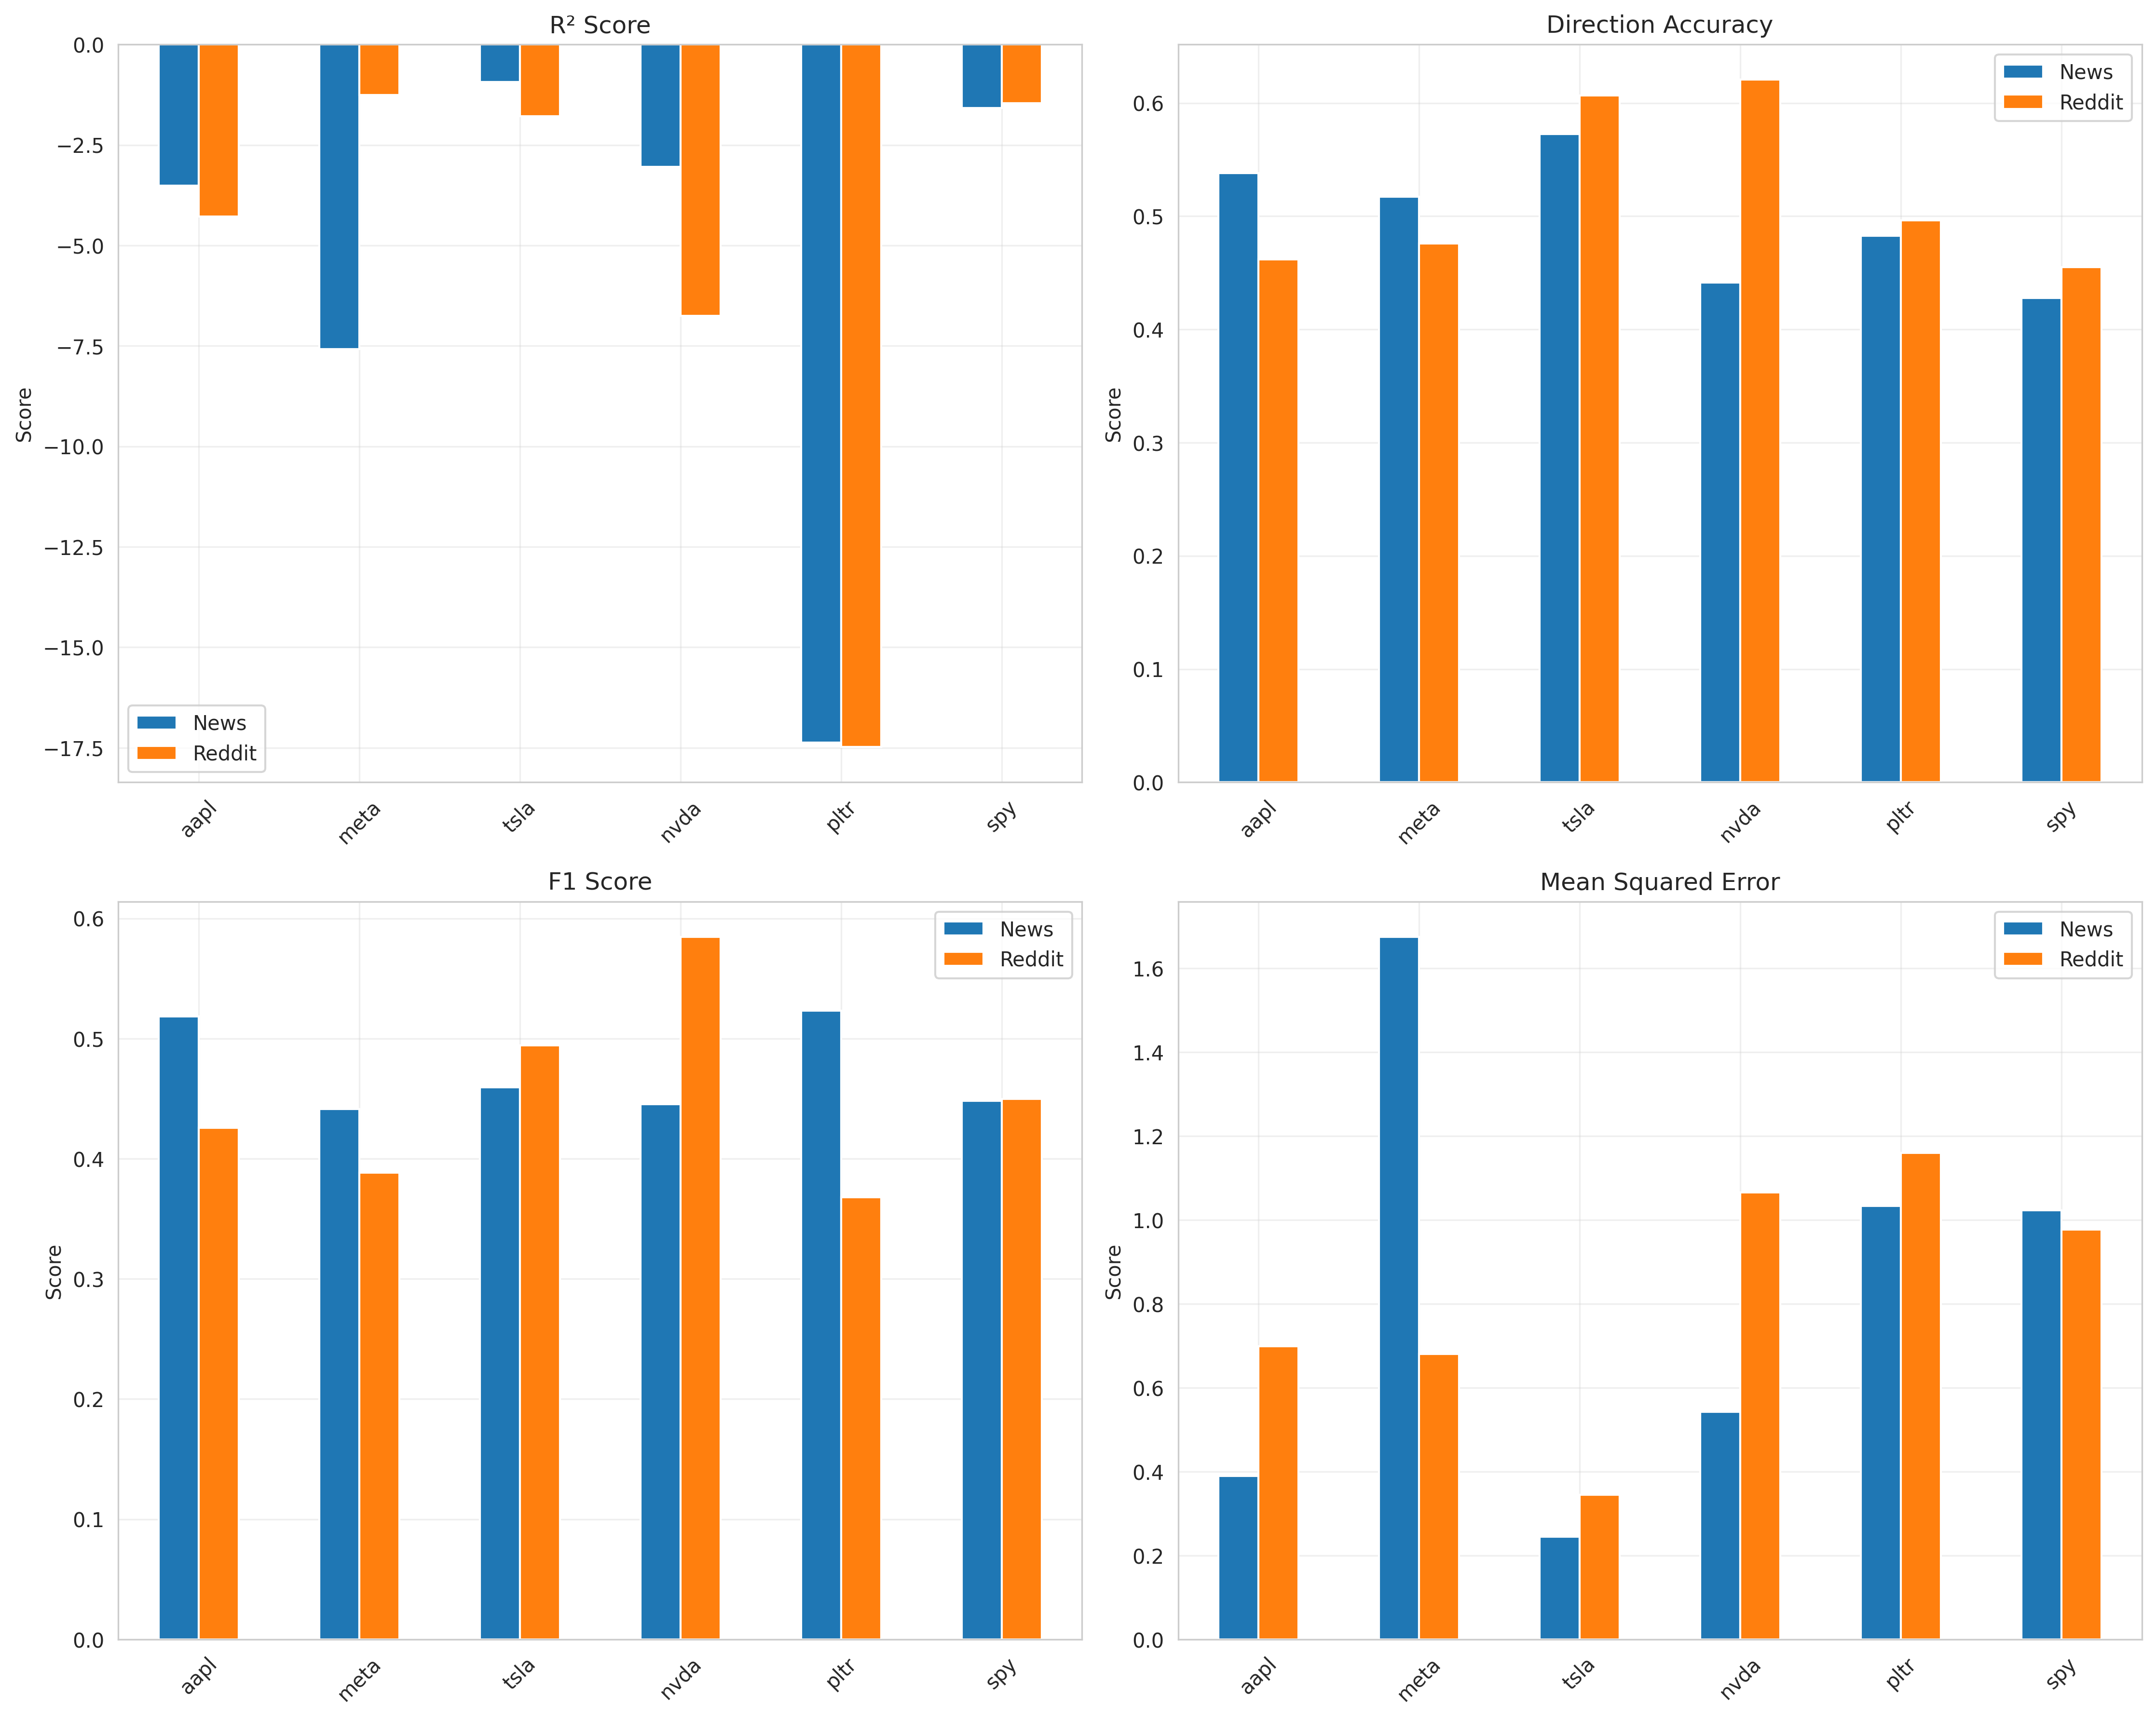 R² Score
Score
0.0
−2.5
−5.0
−7.5
−10.0
−12.5
−15.0
−17.5
News
Reddit
aapl
meta
tsla
nvda
pltr
spy
Direction Accuracy
Score
0.6
0.5
0.4
0.3
0.2
0.1
0.0
News
Reddit
aapl
meta
tsla
nvda
pltr
spy
F1 Score
Score
0.6
0.5
0.4
0.3
0.2
0.1
0.0
News
Reddit
aapl
meta
tsla
nvda
pltr
spy
Mean Squared Error
Score
1.6
1.4
1.2
1.0
0.8
0.6
0.4
0.2
0.0
News
Reddit
aapl
meta
tsla
nvda
pltr
spy